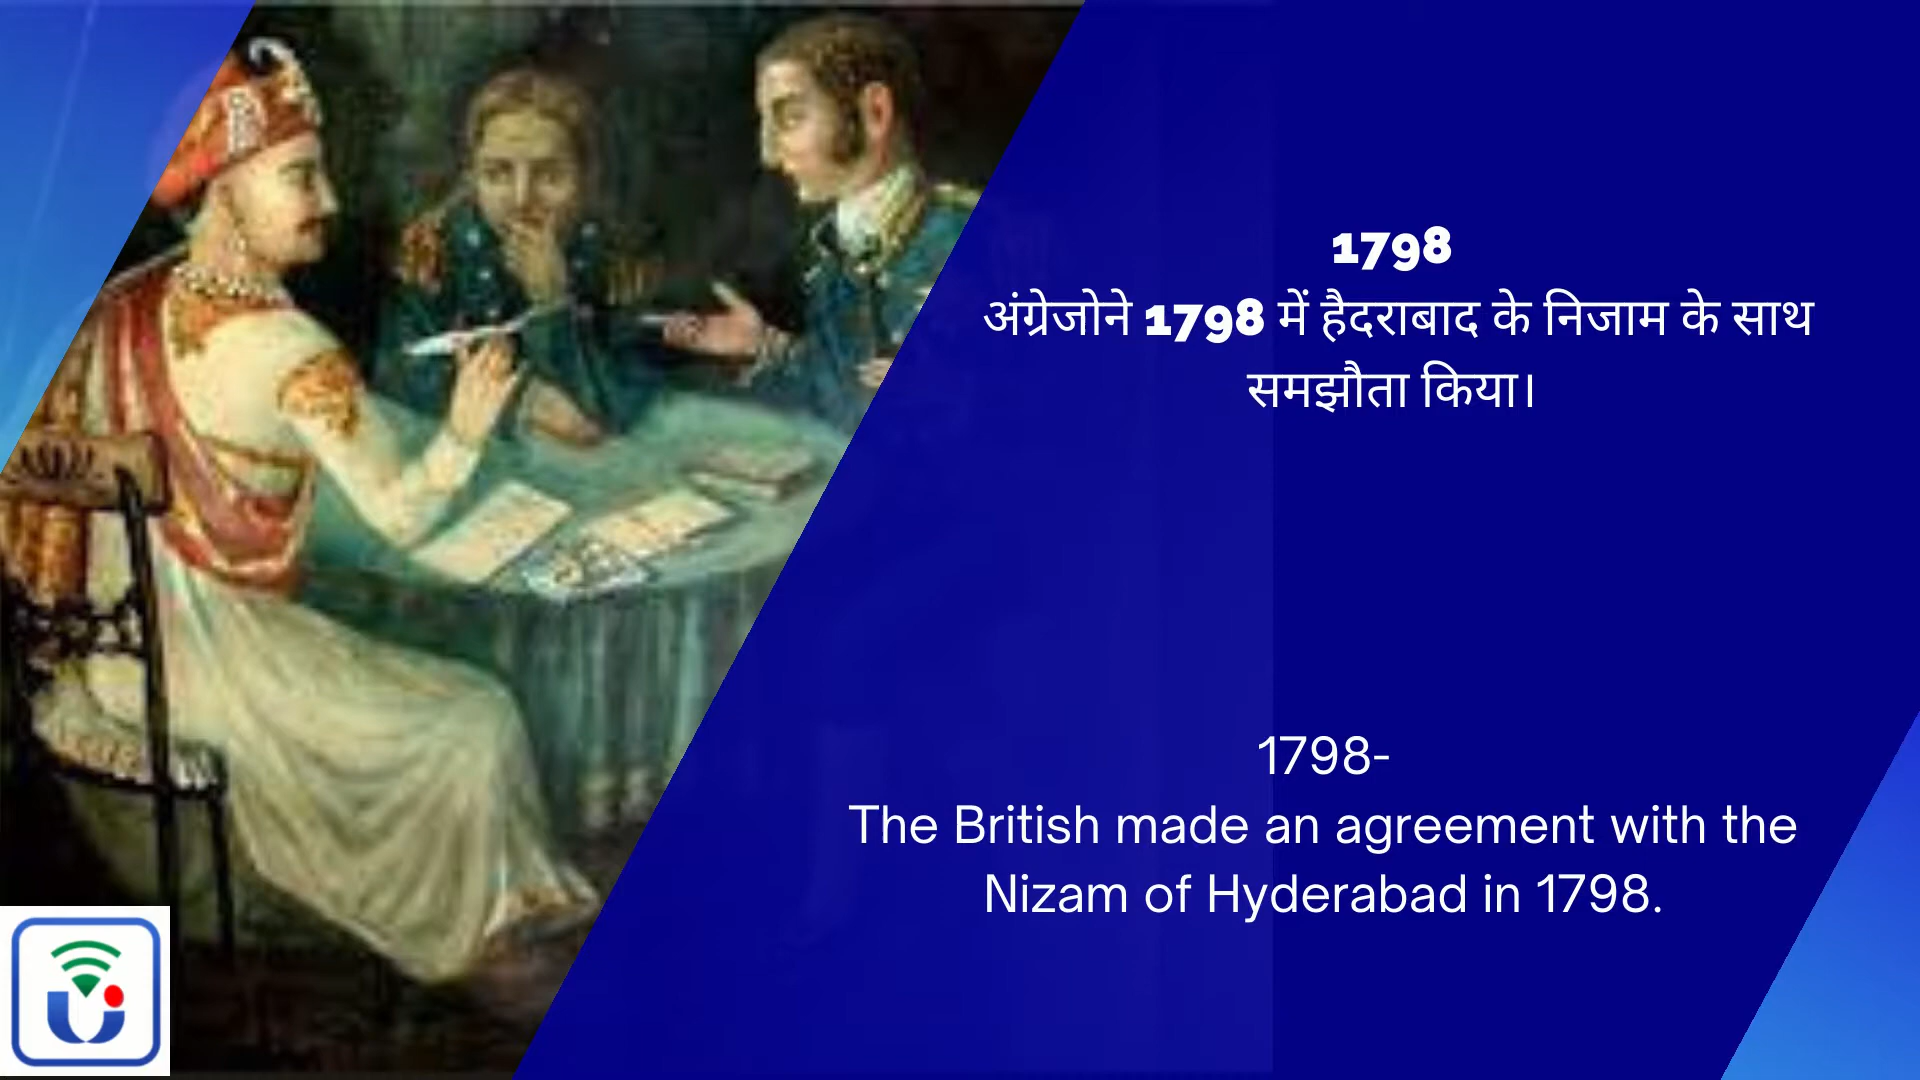 1798
अंग्रेजोने 1798 में हैदराबाद के निजाम के साथ
समझौता किया।
1798-
The British made an agreement with the
Nizam of Hyderabad in 1798.